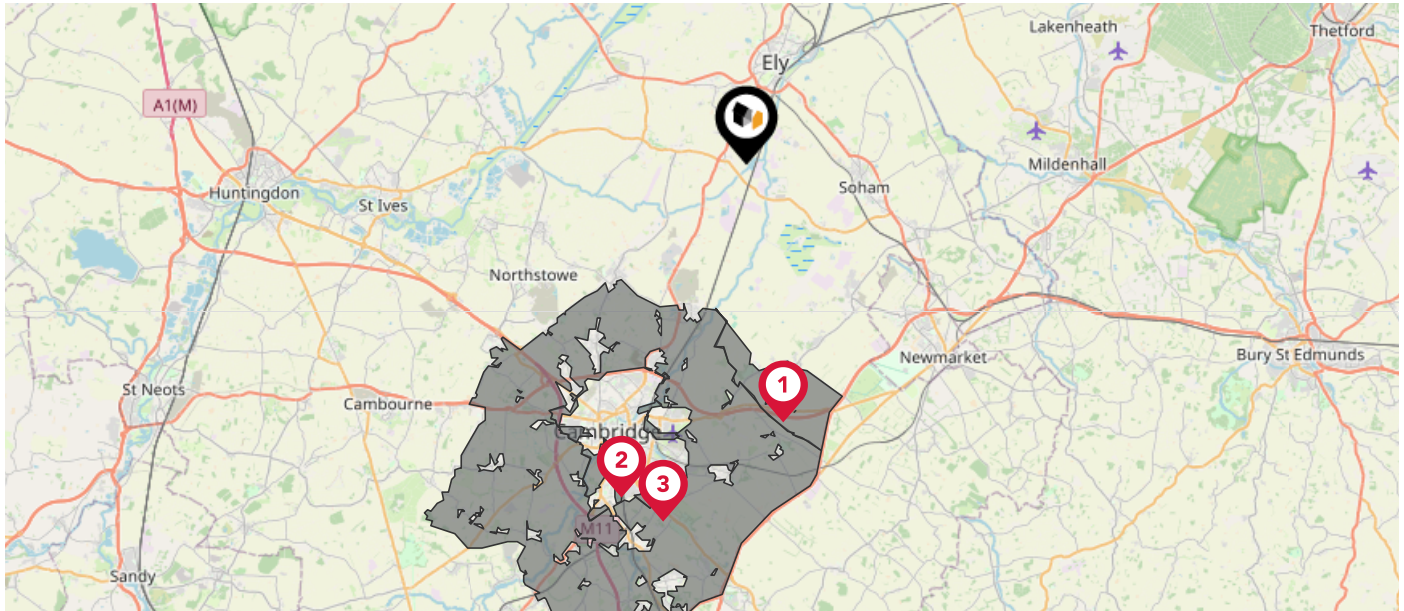 Lakenheath
Thetford
Ely
A1(M)
Mildenhall
Soham
Huntingdon
St Ives
Northstowe
Newmarket
Bury St Edmunds
1
St Neots
Cambourne
Cambridge
2
3
M11
Sandy